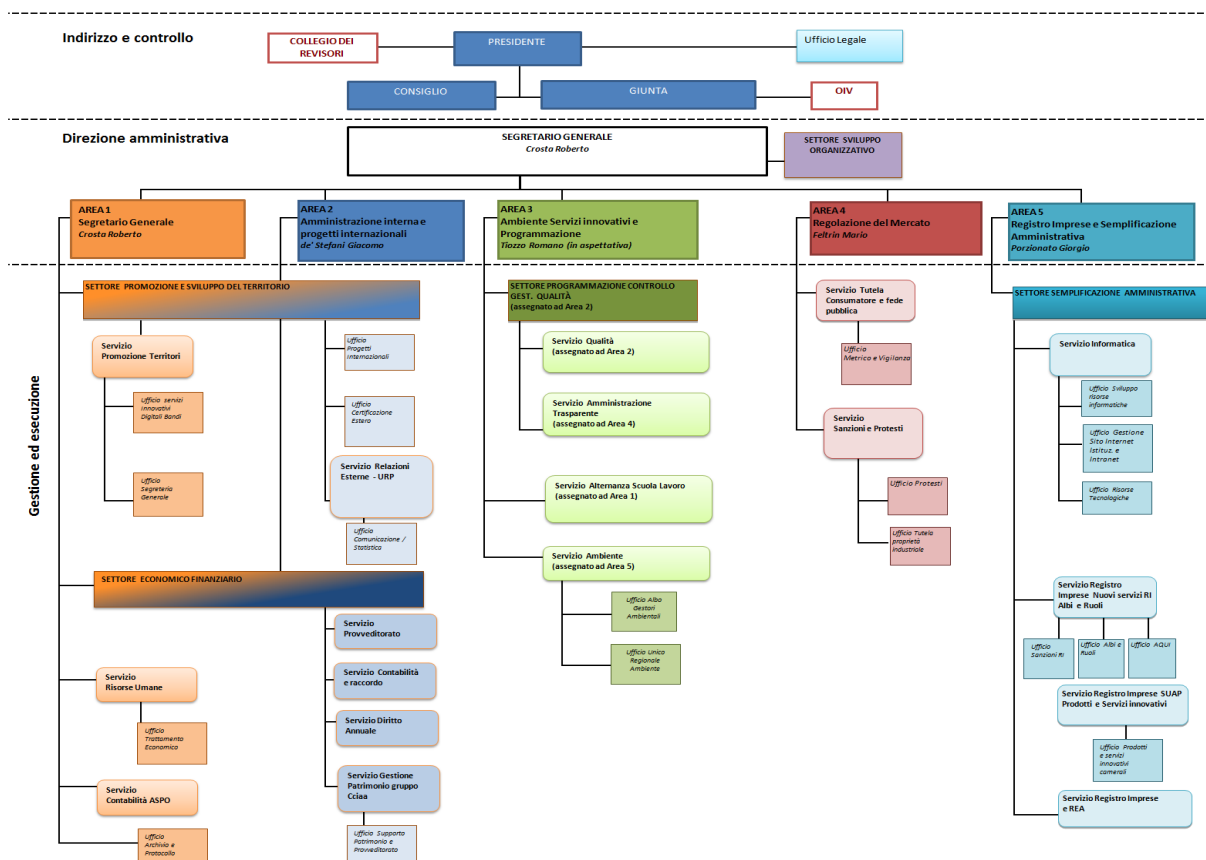 Indirizzo e controllo
COLLEGIO DEI
REVISORI
PRESIDENTE
Ufficio Legale
CONSIGLIO
GIUNTA
OIV
Direzione amministrativa
SEGRETARIO GENERALE
Crosta Roberto
SETTORE SVILUPPO
ORGANIZZATIVO
AREA 1
Segretario Generale
Crosta Roberto
AREA 2
Amministrazione interna e
progetti internazionali
de' Stefani Giacomo
AREA 3
Ambiente Servizi innovativi e
Programmazione
Tiozzo Romano (in aspettativa)
AREA 4
Regolazione del Mercato
Feltrin Mario
AREA 5
Registro Imprese e Semplificazione
Amministrativa
Porzionato Giorgio
Gestione ed esecuzione
SETTORE PROMOZIONE E SVILUPPO DEL TERRITORIO
Servizio
Promozione Territori
Ufficio servizi
Innovativi
Digitali Bandi
Ufficio
Segreteria
Generale
Ufficio
Progetti
Internazionali
Ufficio
Certificazione
Estero
Servizio Relazioni
Esterne - URP
Ufficio
Comunicazione /
Statistica
SETTORE ECONOMICO FINANZIARIO
Servizio
Risorse Umane
Ufficio
Trattamento
Economico
Servizio
Contabilità ASPO
Ufficio
Archivio e
Protocollo
Servizio
Provveditorato
Servizio Contabilità
e raccordo
Servizio Diritto
Annuale
Servizio Gestione
Patrimonio gruppo
Cciaa
Ufficio Supporto
Patrimonio e
Provveditorato
SETTORE PROGRAMMAZIONE CONTROLLO
GEST. QUALITÀ
(assegnato ad Area 2)
Servizio Qualità
(assegnato ad Area 2)
Servizio Amministrazione
Trasparente
(assegnato ad Area 4)
Servizio Alternanza Scuola Lavoro
(assegnato ad Area 1)
Servizio Ambiente
(assegnato ad Area 5)
Ufficio Albo
Gestori
Ambientali
Ufficio Unico
Regionale
Ambiente
Servizio Tutela
Consumatore e fede
pubblica
Ufficio
Metrico e Vigilanza
Servizio
Sanzioni e Protesti
Ufficio Protesti
Ufficio Tutela
proprietà
industriale
SETTORE SEMPLIFICAZIONE AMMINISTRATIVA
Servizio Informatica
Ufficio Sviluppo
risorse
informatiche
Ufficio Gestione
Sito Internet
Istituz. e
Intranet
Ufficio Risorse
Tecnologiche
Servizio Registro
Imprese Nuovi servizi RI
Albi e Ruoli
Ufficio
Sanzioni RI
Ufficio Albi e
Ruoli
Ufficio AQUI
Servizio Registro Imprese SUAP
Prodotti e Servizi innovativi
Ufficio Prodotti
e servizi
innovativi
camerali
Servizio Registro Imprese
e REA